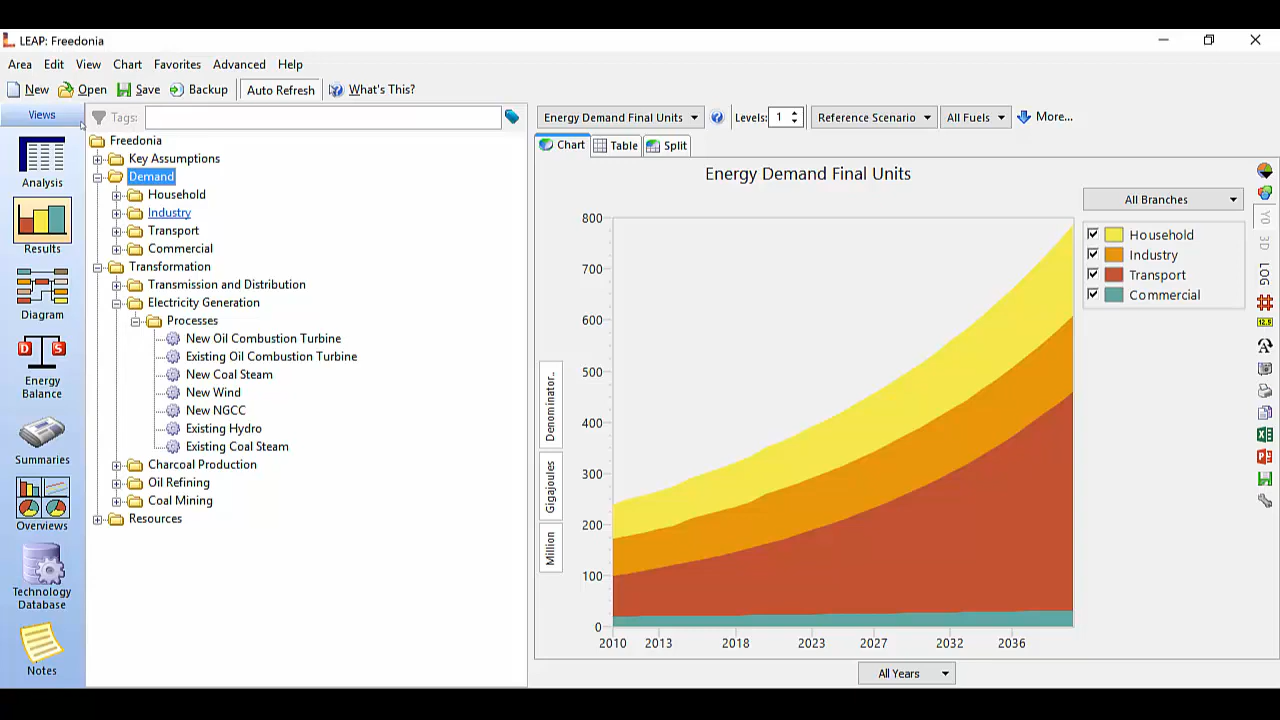 LEAP: Freedonia
Area Edit View Chart Favorites Advanced Help
New Open Save Backup Auto Refresh What's This?
Views
Analysis
Results
Diagram
Energy
Balance
Summaries
Overviews
Technology
Database
Notes
Tags:
Freedonia
Key Assumptions
Demand
Household
Industry
Transport
Commercial
Transformation
Transmission and Distribution
Electricity Generation
Processes
New Oil Combustion Turbine
Existing Oil Combustion Turbine
New Coal Steam
New Wind
New NGCC
Existing Hydro
Existing Coal Steam
Charcoal Production
Oil Refining
Coal Mining
Resources
Energy Demand Final Units Levels: 1 Reference Scenario All Fuels More...
Chart Table Split
Energy Demand Final Units
800
700
600
500
400
300
200
100
0
2010 2013 2018 2023 2027 2032 2036
Denominator..
Gigajoules
Million
All Years
All Branches
Household
Industry
Transport
Commercial
Y0
3D
LOG
12.5